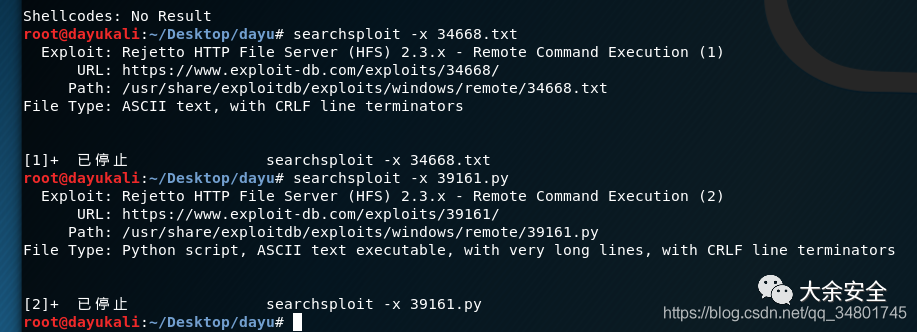 Shellcodes: No Result
root@dayukali:~/Desktop/dayu# searchsploit -x 34668.txt
Exploit: Rejetto HTTP File Server (HFS) 2.3.x - Remote Command Execution (1)
URL: https://www.exploit-db.com/exploits/34668/
Path: /usr/share/exploitdb/exploits/windows/remote/34668.txt
File Type: ASCII text, with CRLF line terminators
[1]+ 已停止 searchsploit -x 34668.txt
root@dayukali:~/Desktop/dayu# searchsploit -x 39161.py
Exploit: Rejetto HTTP File Server (HFS) 2.3.x - Remote Command Execution (2)
URL: https://www.exploit-db.com/exploits/39161/
Path: /usr/share/exploitdb/exploits/windows/remote/39161.py
File Type: Python script, ASCII text executable, with very long lines, with CRLF line terminators
[2]+ 已停止 searchsploit -x 39161.py
root@dayukali:~/Desktop/dayu#
大余安全
https://blog.csdn.net/qq_34801745